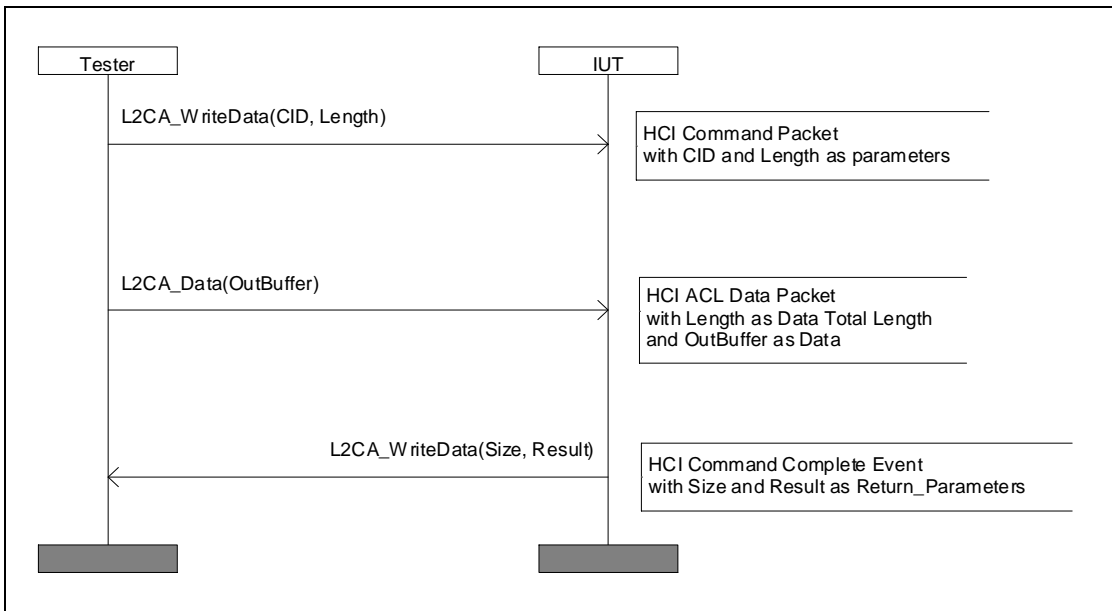 Tester
IUT
L2CA_WriteData(CID, Length)
HCI Command Packet
with CID and Length as parameters
L2CA_Data(OutBuffer)
HCI ACL Data Packet
with Length as Data Total Length
and OutBuffer as Data
L2CA_WriteData(Size, Result)
HCI Command Complete Event
with Size and Result as Return_Parameters